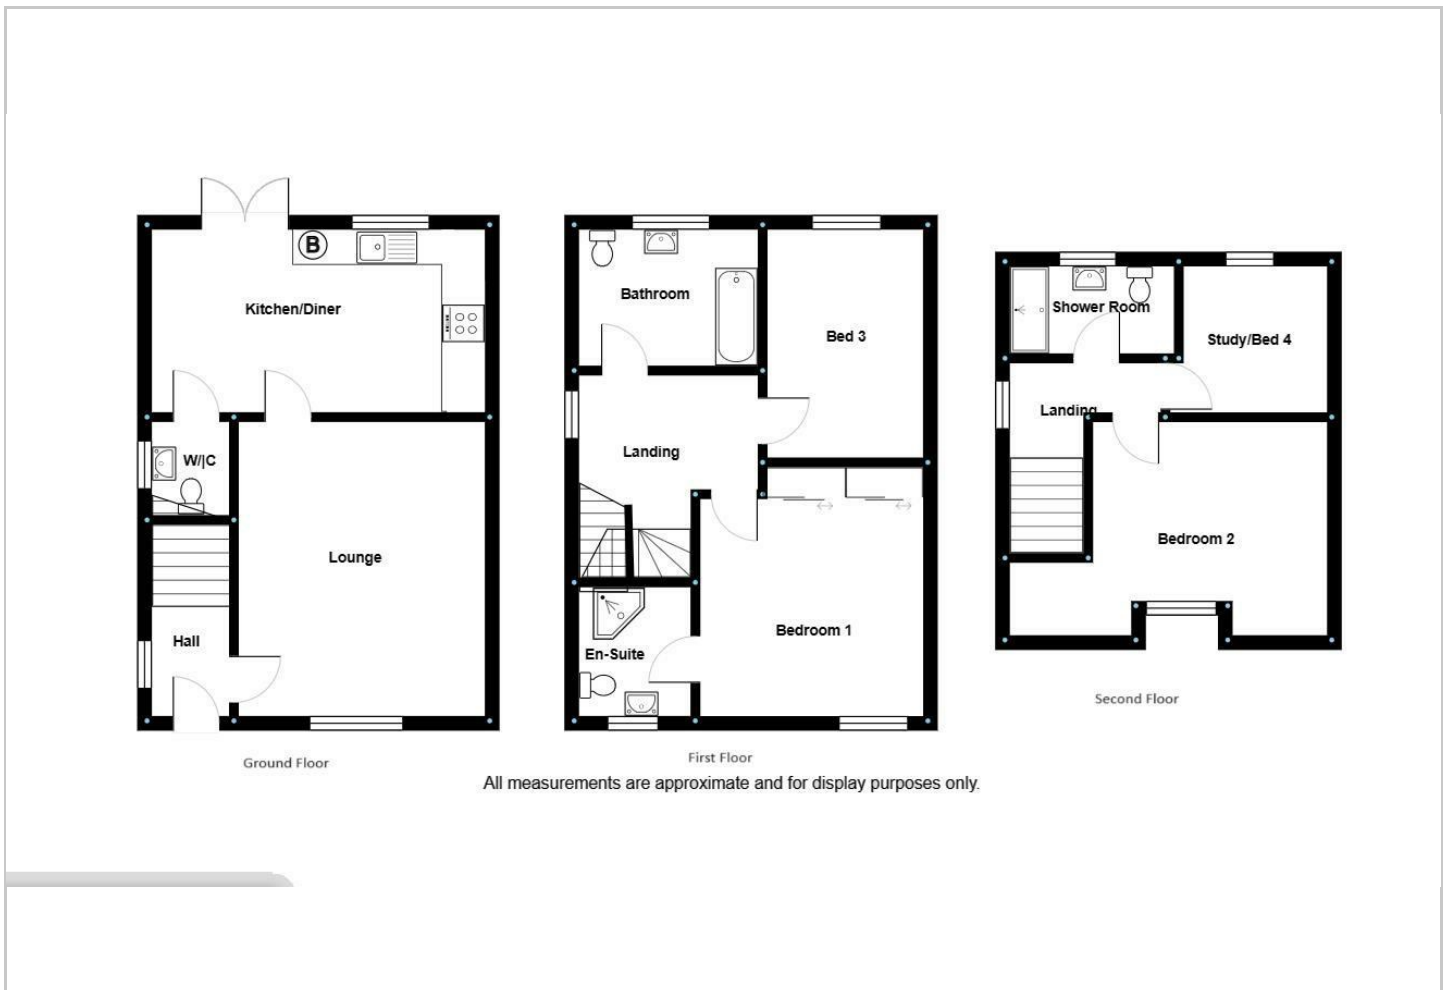 B
Kitchen/Diner
W/|C
Lounge
Hall
Ground Floor
Bathroom
Bed 3
Landing
Bedroom 1
En-Suite
First Floor
Shower Room
Study/Bed 4
Landing
Bedroom 2
Second Floor
All measurements are approximate and for display purposes only.